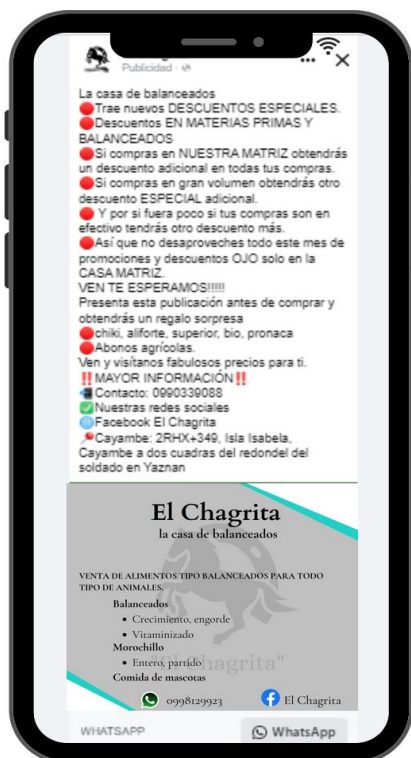 Publicidad
La casa de balanceados
🔴Trae nuevos DESCUENTOS ESPECIALES.
🔴Descuentos EN MATERIAS PRIMAS Y
BALANCEADOS
🔴Si compras en NUESTRA MATRIZ obtendrás
un descuento adicional en todas tus compras.
🔴Si compras en gran volumen obtendrás otro
descuento ESPECIAL adicional.
🔴 Y por si fuera poco si tus compras son en
efectivo tendrás otro descuento más.
🔴Así que no desaproveches todo este mes de
promociones y descuentos OJO solo en la
CASA MATRIZ.
VEN TE ESPERAMOS!!!!!
Presenta esta publicación antes de comprar y
obtendrás un regalo sorpresa
🔴chiki, aliforte, superior, bio, pronaca
🔴Abonos agrícolas.
Ven y visítanos fabulosos precios para ti.
‼️MAYOR INFORMACIÓN‼️
📲Contacto: 0990339088
✅Nuestras redes sociales
🌐Facebook El Chagrita
📍Cayambe: 2RHX+349, Isla Isabela,
Cayambe a dos cuadras del redondel del
soldado en Yaznan
El Chagrita
la casa de balanceados
VENTA DE ALIMENTOS TIPO BALANCEADOS PARA TODO
TIPO DE ANIMALES.
Balanceados
• Crecimiento, engorde
• Vitaminizado
Morochillo
• Entero, partido
"El Chagrita"
Comida de mascotas
0998129923
El Chagrita
WHATSAPP
WhatsApp